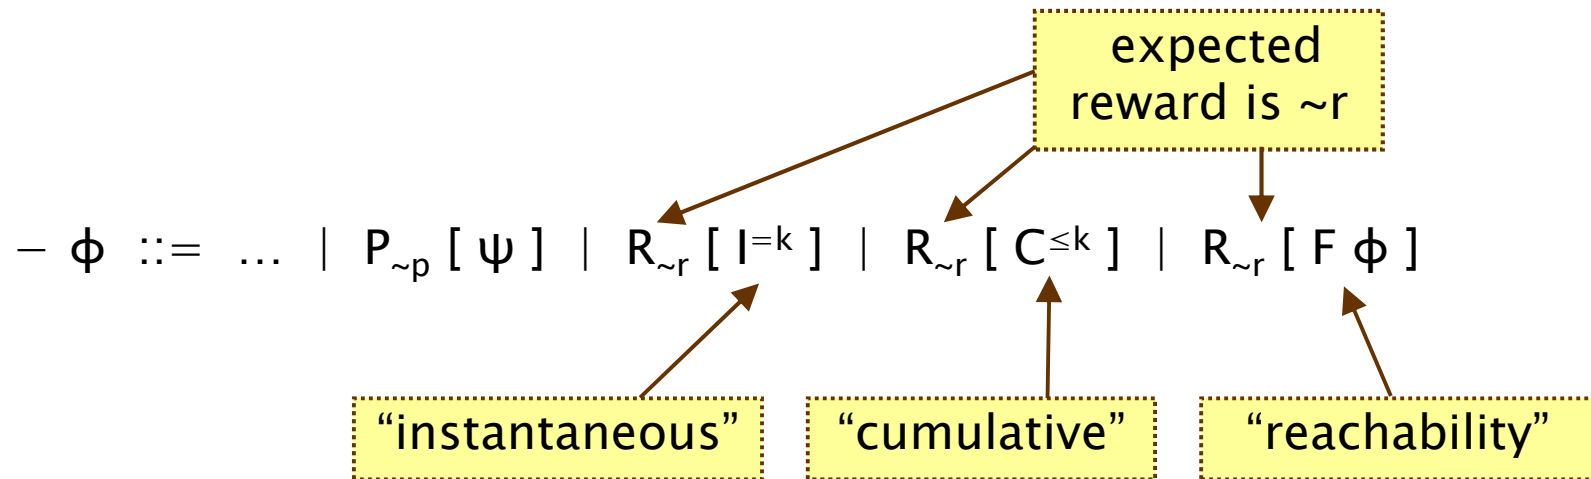 expected
reward is ~r
– ϕ ::= … | P~p [ ψ ] | R~r [ I=k ] | R~r [ C≤k ] | R~r [ F ϕ ]
“instantaneous” “cumulative” “reachability”